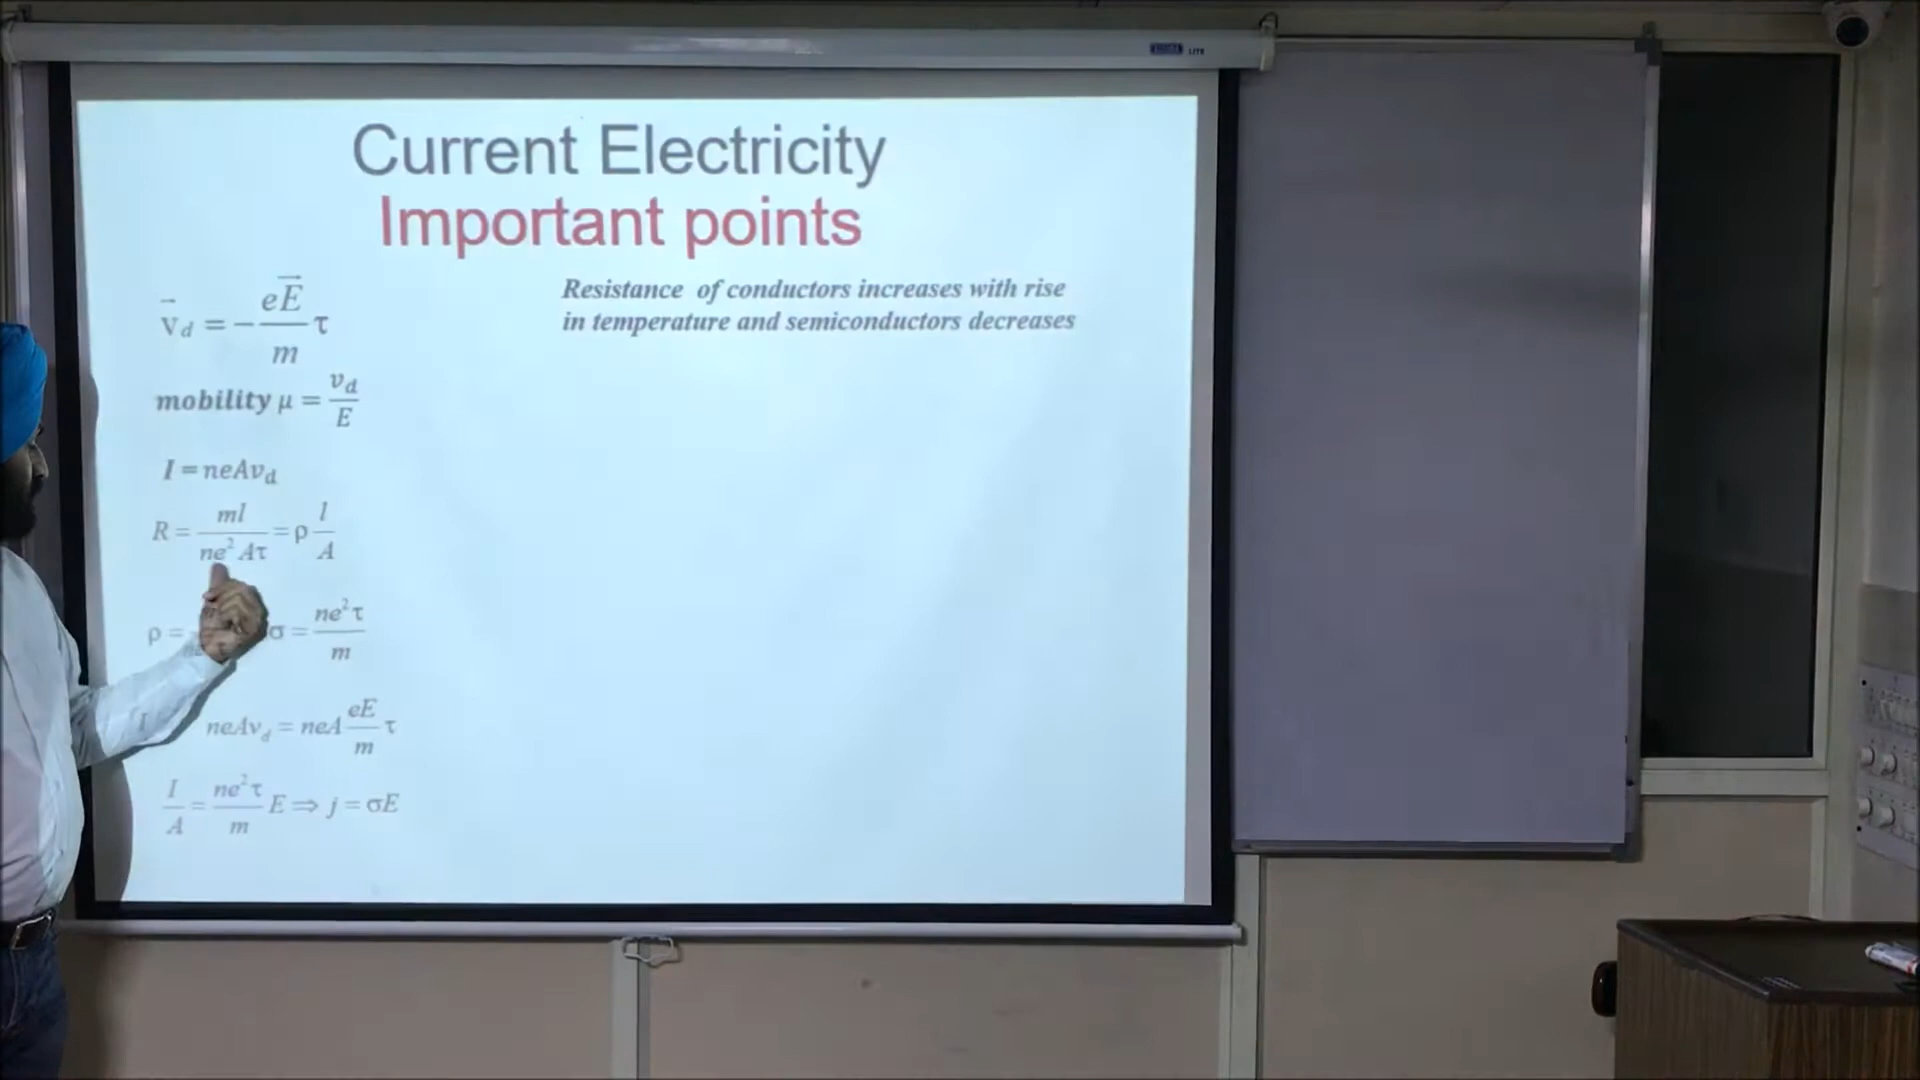 LITE
Current Electricity
Important points
v⃗d = −eE⃗/m τ
mobility μ = vd/E
I = neAvd
R = ml/ne²Aτ = ρ l/A
ρ = σ = ne²τ/m
I neAvd = neA eE/m τ
I/A = ne²τ/m E ⇒ j = σE
Resistance of conductors increases with rise
in temperature and semiconductors decreases